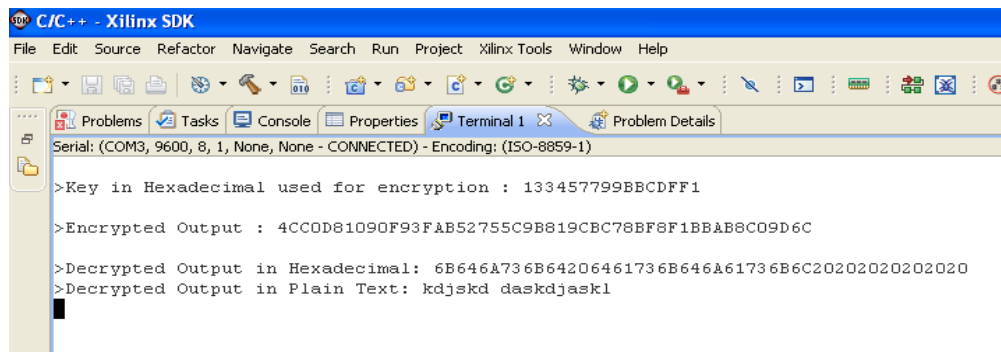 C/C++ - Xilinx SDK
File Edit Source Refactor Navigate Search Run Project Xilinx Tools Window Help
Problems Tasks Console Properties Terminal 1 Problem Details
Serial: (COM3, 9600, 8, 1, None, None - CONNECTED) - Encoding: (ISO-8859-1)
>Key in Hexadecimal used for encryption : 133457799BBCDFF1
>Encrypted Output : 4CC0D81090F93FAB52755C9B819CBC78BF8F1BBAB8C09D6C
>Decrypted Output in Hexadecimal: 6B646A736B64206461736B646A61736B6C20202020202020
>Decrypted Output in Plain Text: kdjskd daskdjaskl